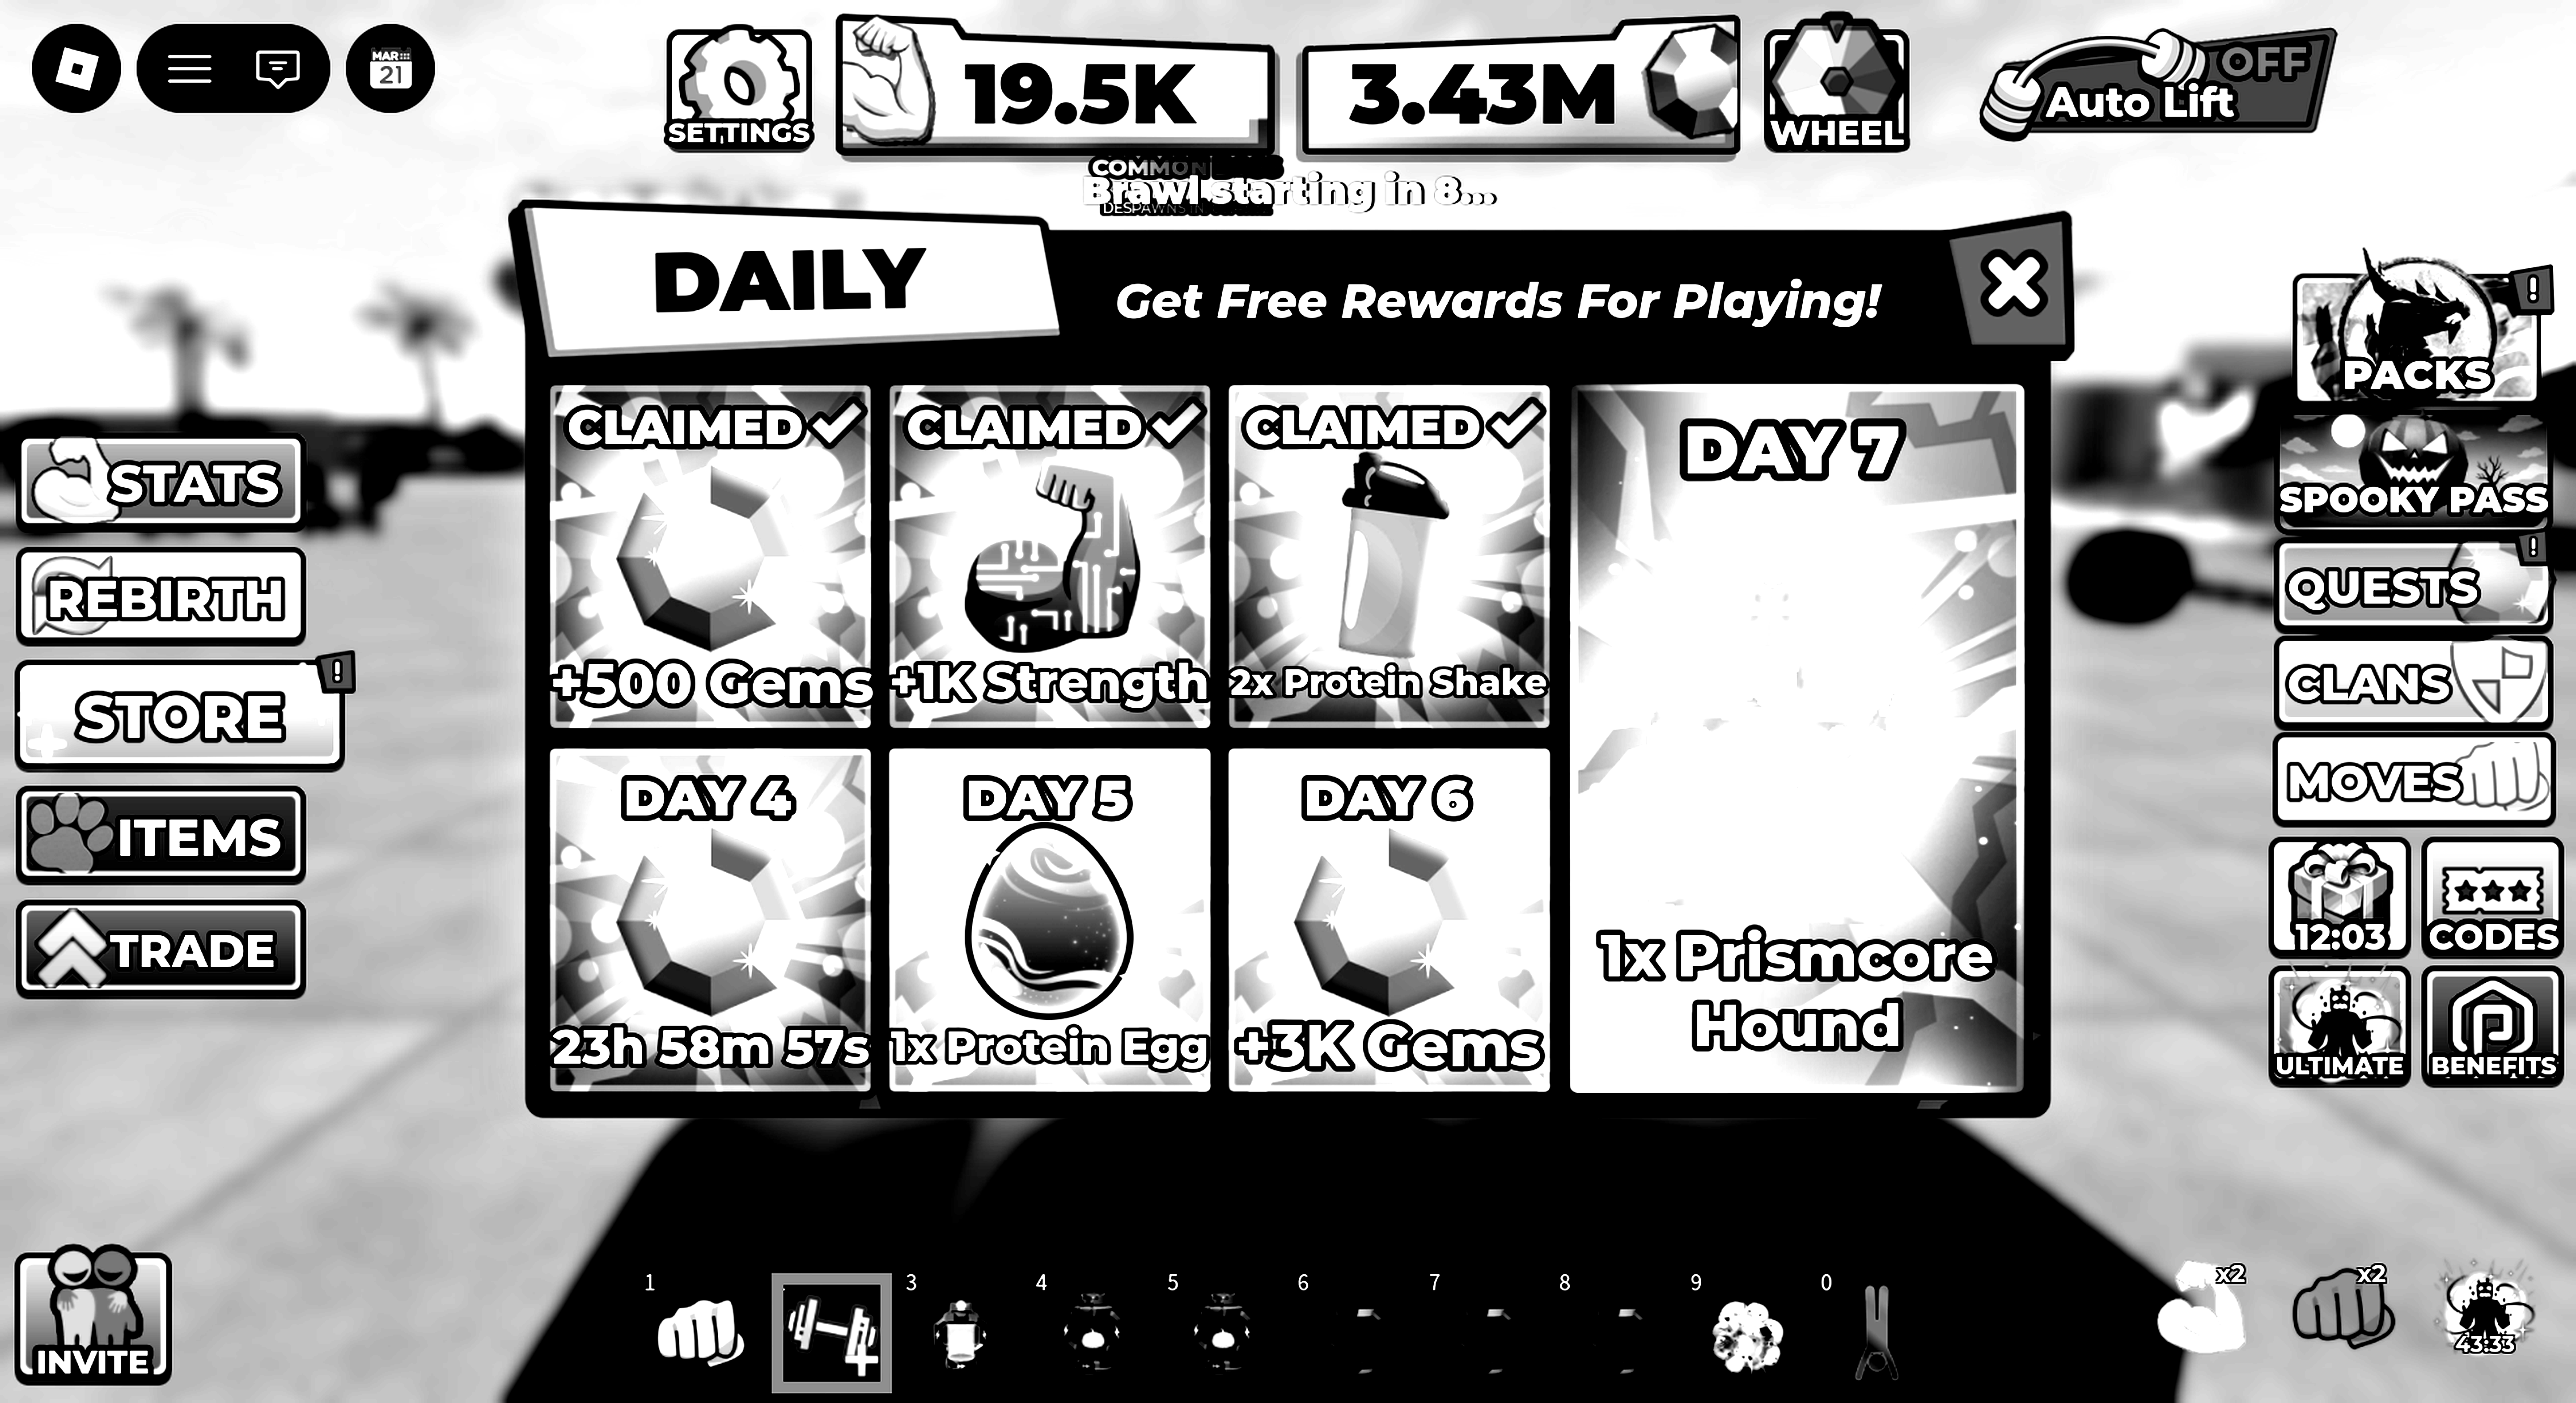 MAR
21
SETTINGS
19.5K
3.43M
WHEEL
OFF
Auto Lift
COMMON
Brawl starting in 8...
DESPAWNS IN
DAILY
Get Free Rewards For Playing!
CLAIMED
+500 Gems
CLAIMED
+1K Strength
CLAIMED
2x Protein Shake
DAY 4
23h 58m 57s
DAY 5
1x Protein Egg
DAY 6
+3K Gems
DAY 7
1x Prismcore
Hound
STATS
REBIRTH
STORE
!
ITEMS
TRADE
INVITE
PACKS
!
SPOOKY PASS
QUESTS
!
CLANS
MOVES
12:03
CODES
ULTIMATE
BENEFITS
1
3
4
5
6
7
8
9
0
x2
x2
43:33